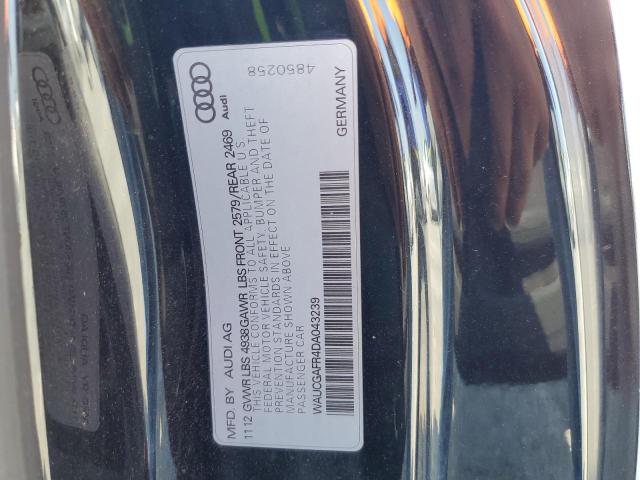 MFD. BY AUDI AG
11 12 GVWR LBS 4938 GAWR LBS FRONT 2579/REAR 2469
THIS VEHICLE CONFORMS TO ALL APPLICABLE U S
FEDERAL MOTOR VEHICLE SAFETY, BUMPER AND THEFT
PREVENTION STANDARDS IN EFFECT ON THE DATE OF
MANUFACTURE SHOWN ABOVE
PASSENGER CAR
WAUCGAFR4DA043239
GERMANY
Audi
4850258